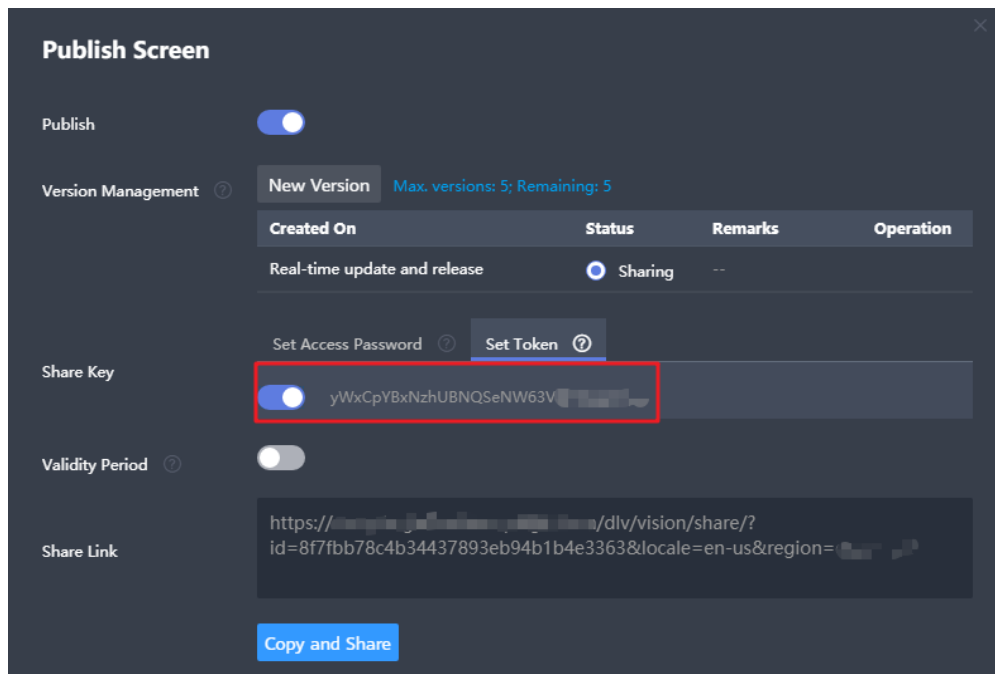 Publish Screen
Publish
Version Management
New Version Max. versions: 5; Remaining: 5
Created On Status Remarks Operation
Real-time update and release Sharing --
Set Access Password Set Token
Share Key
yWxCpYBxNzhUBNQSeNW63V
Validity Period
https:// /dlv/vision/share/?
id=8f7fbb78c4b34437893eb94b1b4e3363&locale=en-us&region=
Share Link
Copy and Share